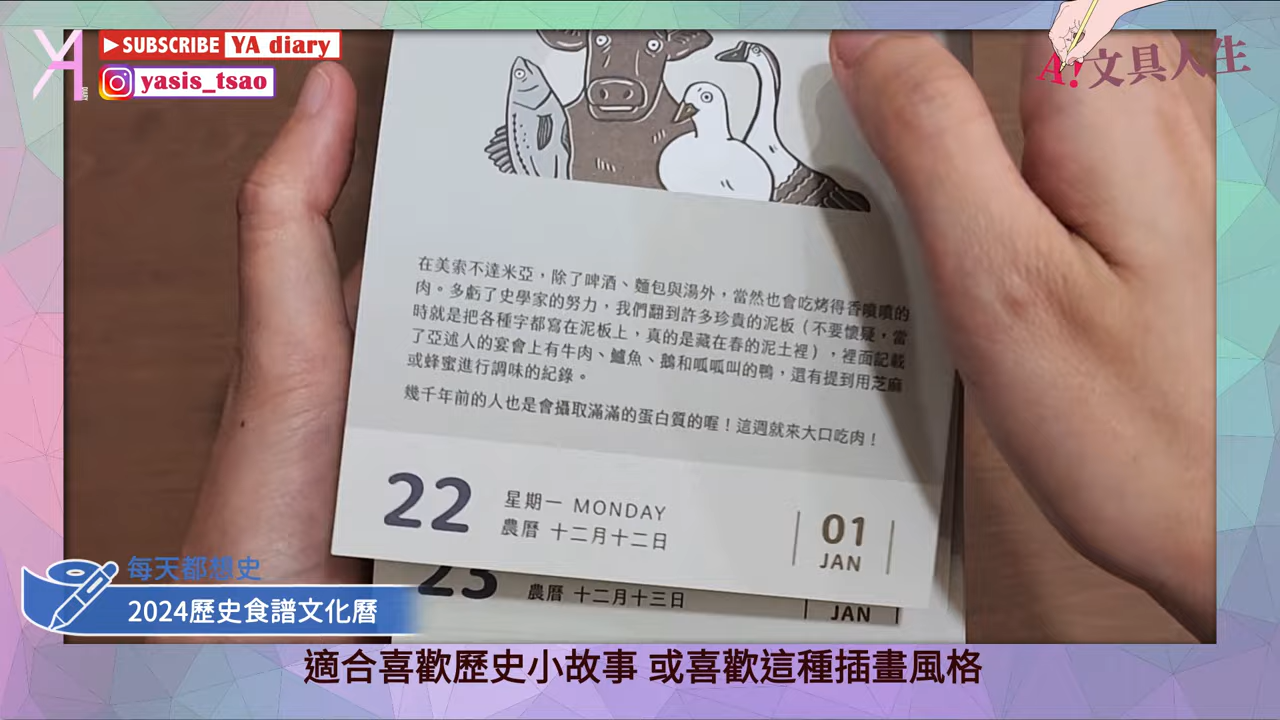 YA
DIARY
SUBSCRIBE YA diary
yasis_tsao
A!文具人生
在美索不達米亞，除了啤酒、麵包與湯外，當然也會吃烤得香噴噴的
肉。多虧了史學家的努力，我們翻到許多珍貴的泥板（不要懷疑，當
時就是把各種字都寫在泥板上，真的是藏在春的泥土裡），裡面記載
了亞述人的宴會上有牛肉、鱸魚、鵝和呱呱叫的鴨，還有提到用芝麻
或蜂蜜進行調味的紀錄。
幾千年前的人也是會攝取滿滿的蛋白質的喔！這週就來大口吃肉！
22
星期一 MONDAY
農曆 十二月十二日
01
JAN
23
農曆 十二月十三日
JAN
每天都想史
2024歷史食譜文化曆
適合喜歡歷史小故事 或喜歡這種插畫風格